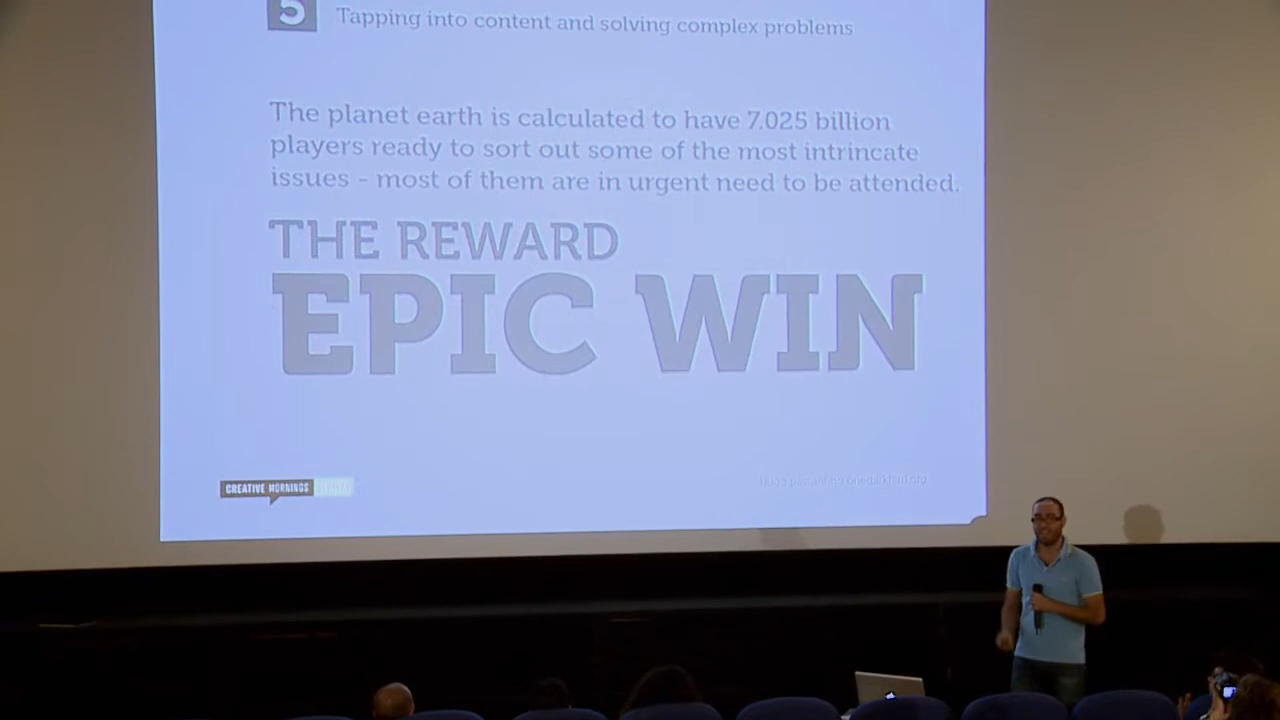 5 Tapping into content and solving complex problems
The planet earth is calculated to have 7.025 billion
players ready to sort out some of the most intrincate
issues - most of them are in urgent need to be attended.
THE REWARD
EPIC WIN
CREATIVE MORNINGS